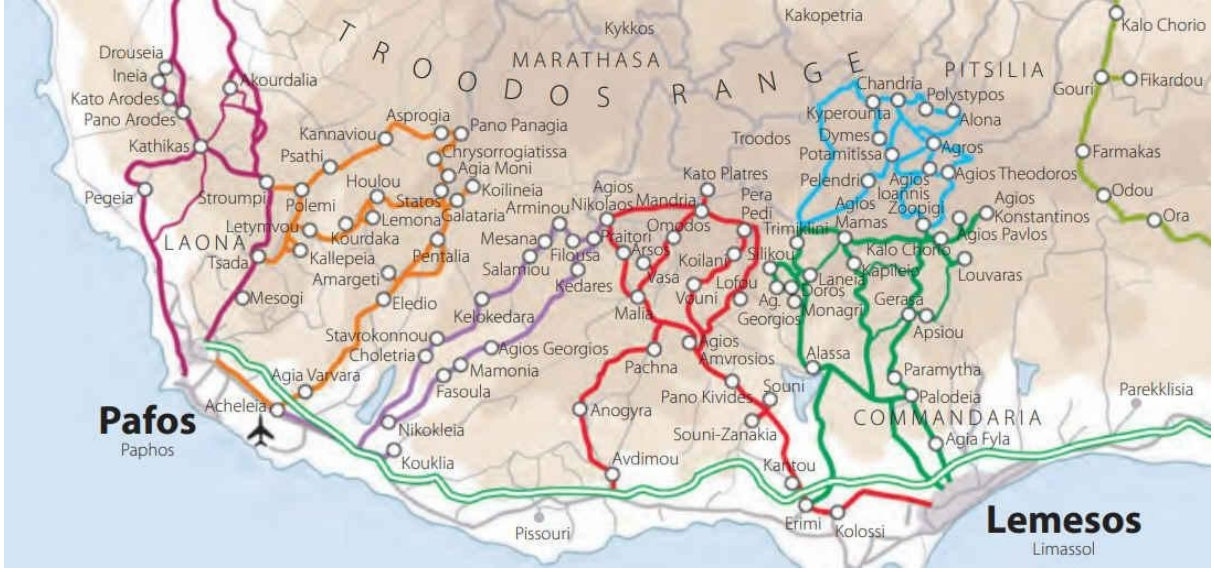 Kykkos
Kakopetria
Kalo Chorio
TROODOS RANGE
MARATHASA
PITSILIA
Drouseia
Ineia
Kato Arodes
Pano Arodes
Kathikas
Akourdalia
Pegeia
Stroumpi
LAONA
Tsada
Mesogi
Asprogia
Pano Panagia
Kannaviou
Chrysorrogiatissa
Psathi
Agia Moni
Houlou
Koilineia
Polemi
Statos
Letymvou
Lemona
Galataria
Kourdaka
Kallepeia
Pentalia
Amargeti
Eledio
Stavrokonnou
Choletria
Agia Varvara
Acheleia
Arminou
Agios
Nikolaos
Mesana
Filousa
Praitori
Salamiou
Kedares
Kelokedara
Agios Georgios
Mamonia
Fasoula
Nikokleia
Kouklia
Troodos
Kato Platres
Mandria
Pera
Pedi
Omodos
Arsos
Vasa
Koilani
Vouni
Lofou
Malia
Pachna
Agios
Amvrosios
Pano Kivides
Souni
Souni-Zanakia
Anogyra
Avdimou
Kantou
Erimi
Kolossi
Pissouri
Chandria
Polystypos
Kyperounta
Alona
Dymes
Agros
Potamitissa
Pelendri
Agios
Ioannis
Agios Theodoros
Agios
Mamas
Zoopigi
Agios
Konstantinos
Trimiklini
Kalo Chorio
Agios Pavlos
Silikou
Laneia
Kapileio
Louvaras
Doros
Ag.
Georgios
Monagri
Gerasa
Apsiou
Alassa
Paramytha
Palodeia
COMMANDARIA
Agia Fyla
Parekklisia
Gouri
Fikardou
Farmakas
Odou
Ora
Pafos
Paphos
Lemesos
Limassol